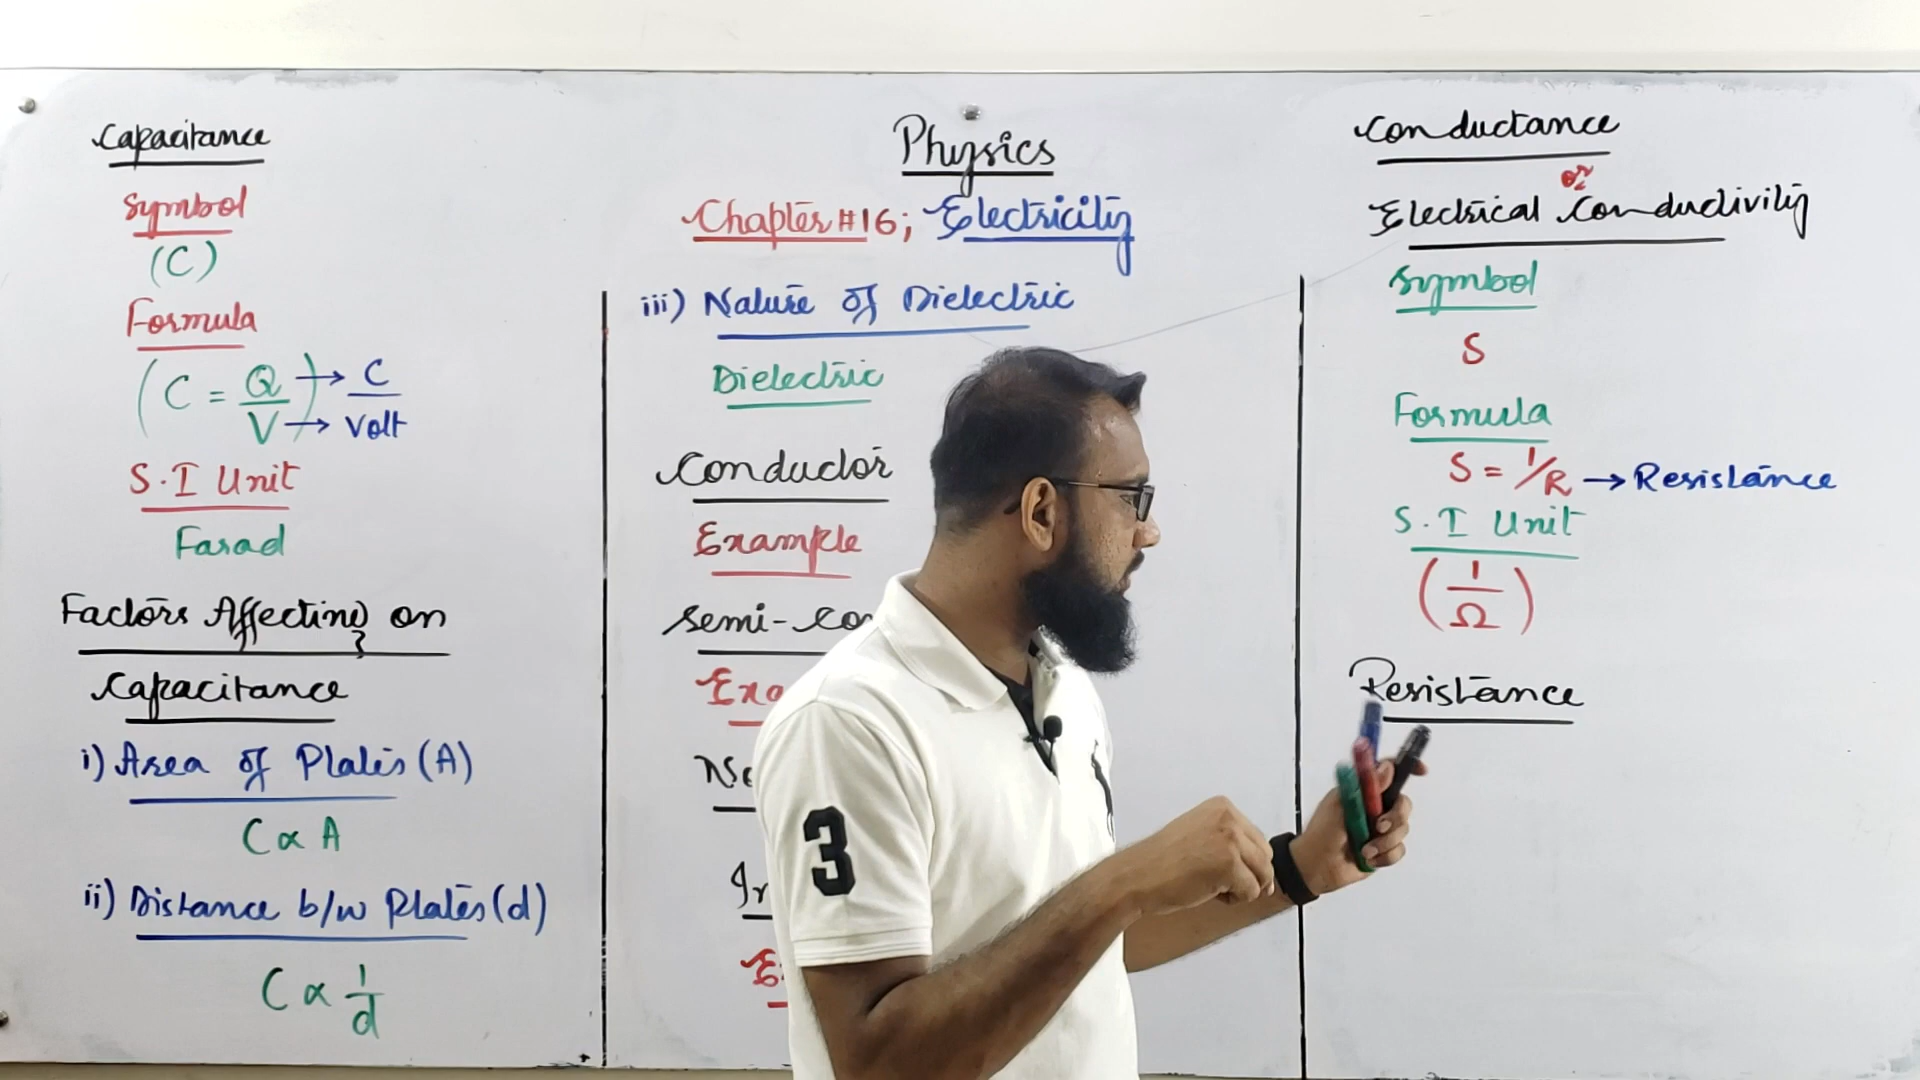 Capacitance
Symbol
(C)
Formula
(C = Q/V) → C / → Volt
S.I Unit
Farad
Factors Affecting on
Capacitance
i) Area of Plates (A)
C ∝ A
ii) Distance b/w Plates (d)
C ∝ 1/d
Physics
Chapter #16; Electricity
iii) Nature of Dielectric
Dielectric
Conductor
Example
Semi-
3
Conductance
or
Electrical Conductivity
Symbol
S
Formula
S = 1/R → Resistance
S.I Unit
(1/Ω)
Resistance